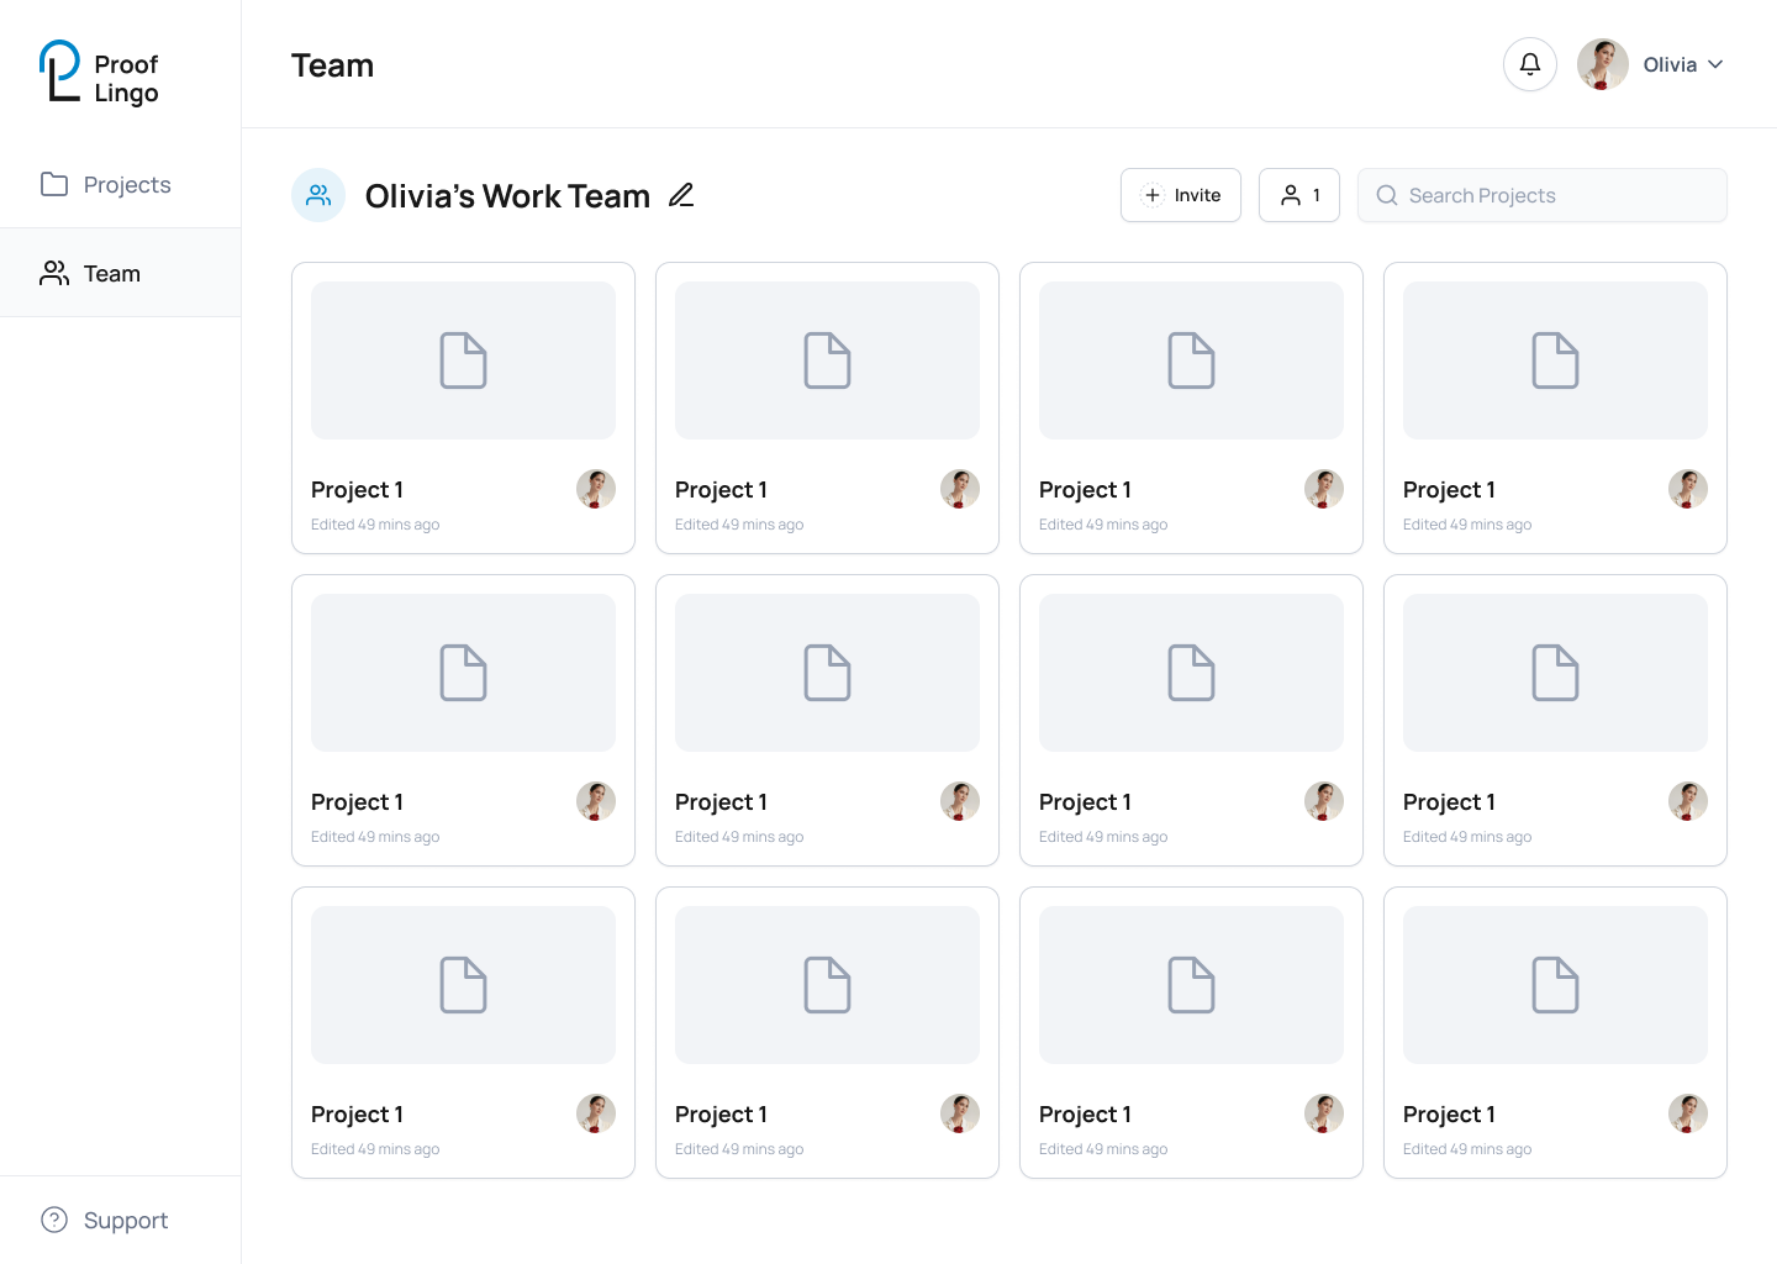 Proof
Lingo
Team
Olivia
Projects
Team
Olivia's Work Team
Invite
1
Search Projects
Project 1
Edited 49 mins ago
Project 1
Edited 49 mins ago
Project 1
Edited 49 mins ago
Project 1
Edited 49 mins ago
Project 1
Edited 49 mins ago
Project 1
Edited 49 mins ago
Project 1
Edited 49 mins ago
Project 1
Edited 49 mins ago
Project 1
Edited 49 mins ago
Project 1
Edited 49 mins ago
Project 1
Edited 49 mins ago
Project 1
Edited 49 mins ago
Support